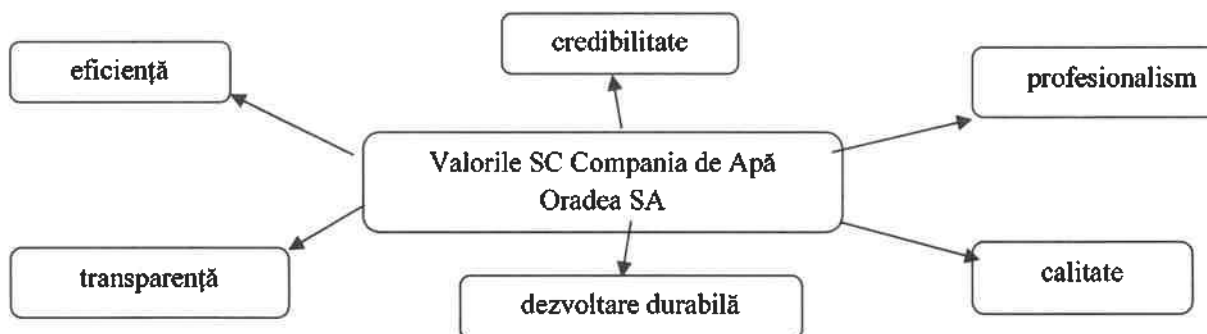 credibilitate
eficiență
profesionalism
Valorile SC Compania de Apă
Oradea SA
transparență
calitate
dezvoltare durabilă